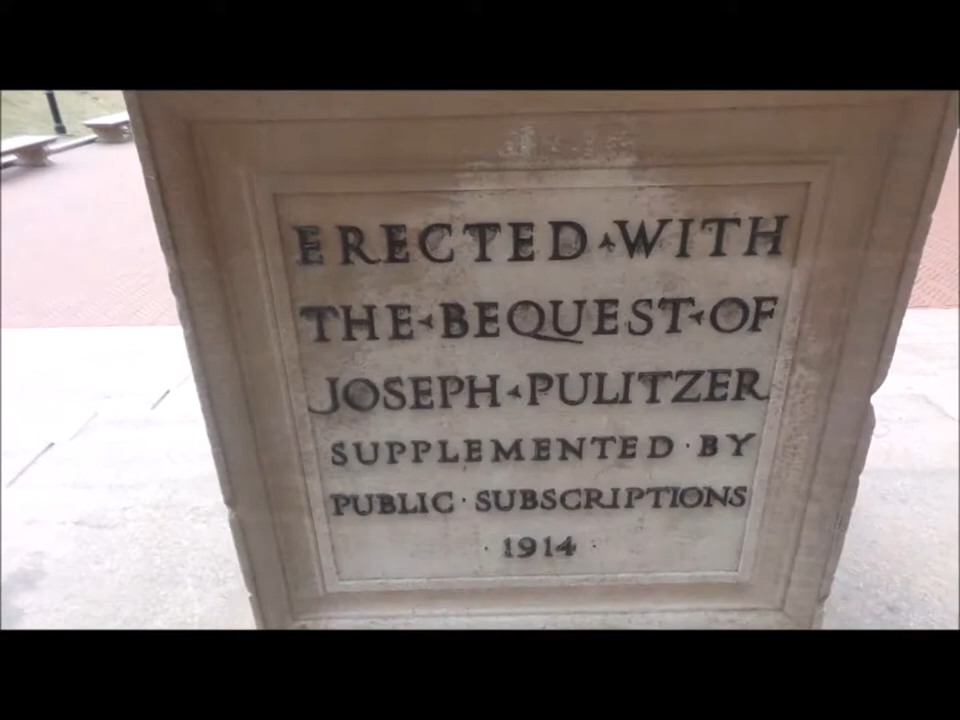 ERECTED·WITH
THE·BEQUEST·OF
JOSEPH·PULITZER
SUPPLEMENTED·BY
PUBLIC·SUBSCRIPTIONS
·1914·